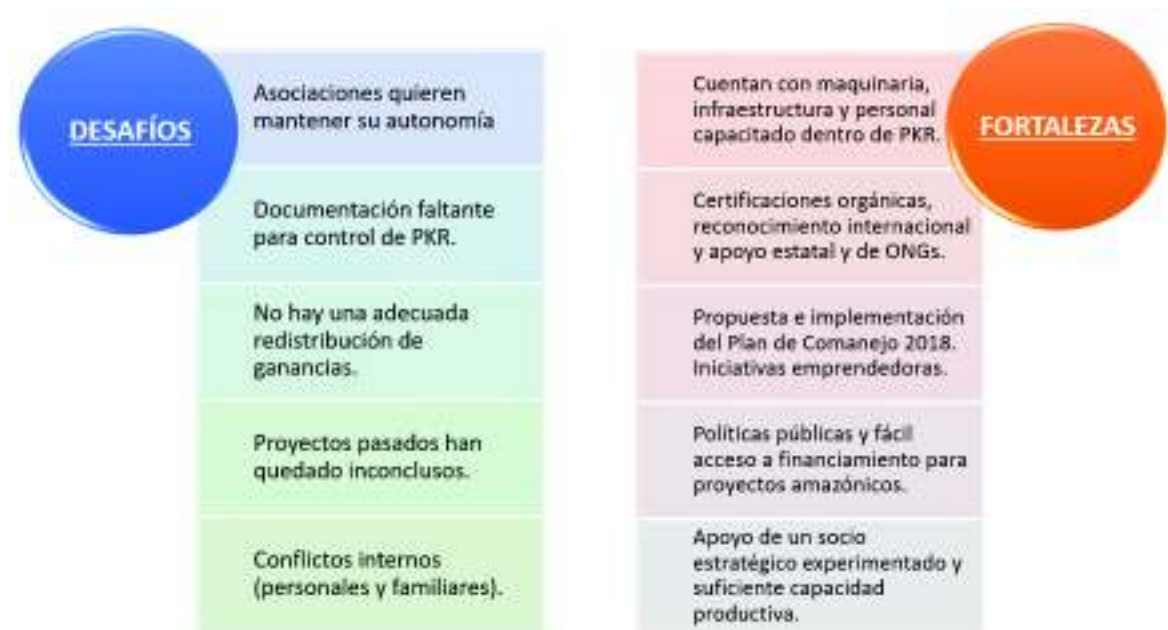 DESAFÍOS
Asociaciones quieren
mantener su autonomía
Documentación faltante
para control de PKR.
No hay una adecuada
redistribución de
ganancias.
Proyectos pasados han
quedado inconclusos.
Conflictos internos
(personales y familiares).
FORTALEZAS
Cuentan con maquinaria,
infraestructura y personal
capacitado dentro de PKR.
Certificaciones orgánicas,
reconocimiento internacional
y apoyo estatal y de ONGs.
Propuesta e implementación
del Plan de Comanejo 2018.
Iniciativas emprendedoras.
Políticas públicas y fácil
acceso a financiamiento para
proyectos amazónicos.
Apoyo de un socio
estratégico experimentado y
suficiente capacidad
productiva.